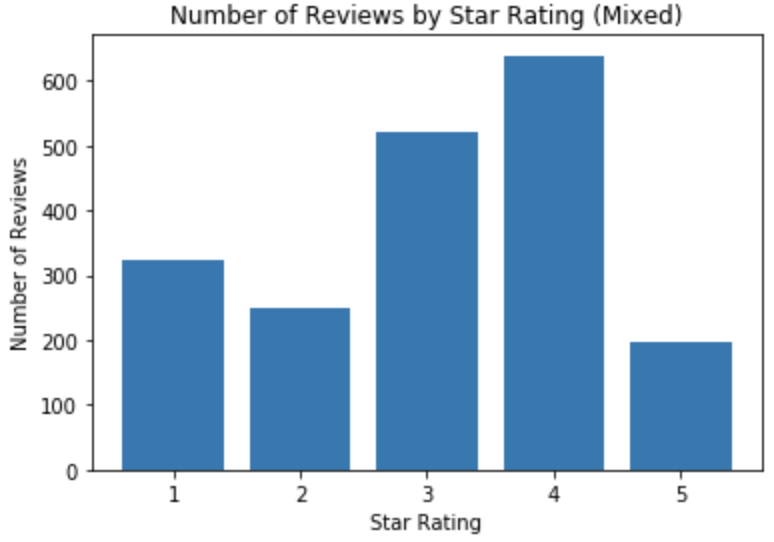 Number of Reviews by Star Rating (Mixed)
Number of Reviews
600
500
400
300
200
100
0
1 2 3 4 5
Star Rating